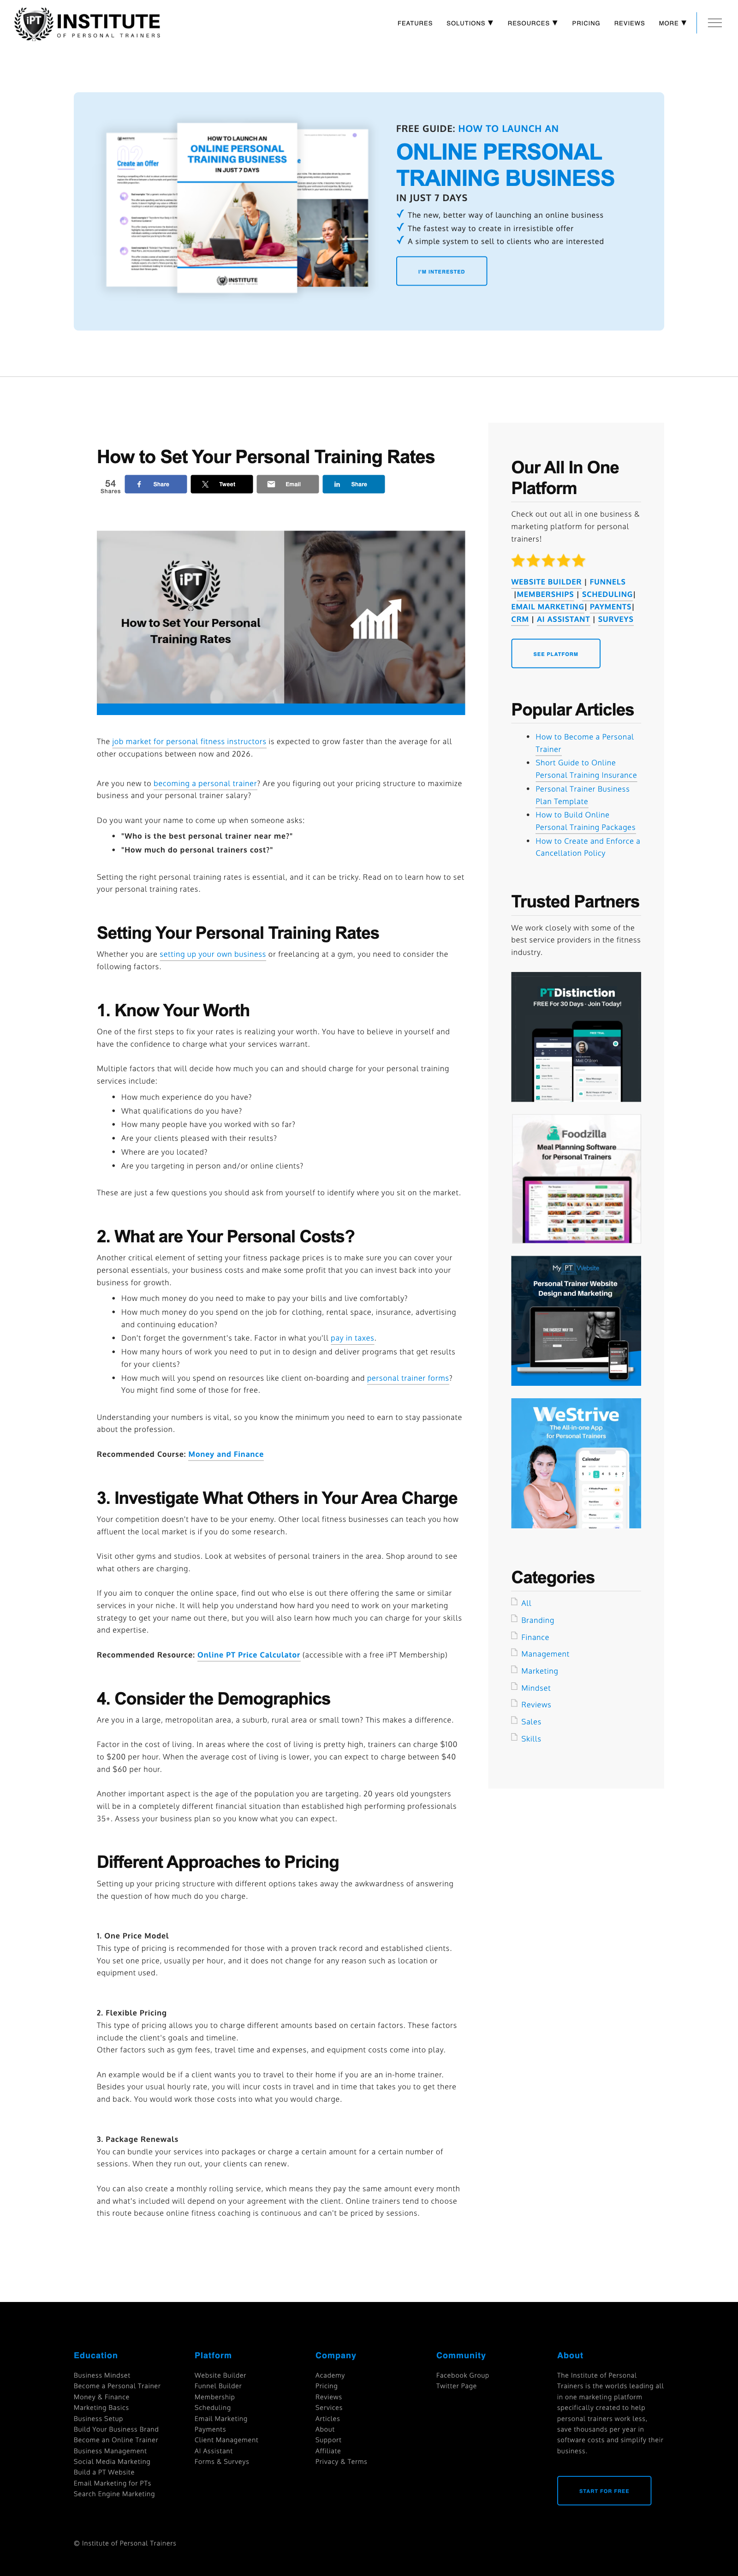 iPT INSTITUTE
OF PERSONAL TRAINERS
FEATURES SOLUTIONS ▼ RESOURCES ▼ PRICING REVIEWS MORE ▼
Create an Offer
HOW TO LAUNCH AN
ONLINE PERSONAL
TRAINING BUSINESS
IN JUST 7 DAYS
INSTITUTE
FREE GUIDE: HOW TO LAUNCH AN
ONLINE PERSONAL
TRAINING BUSINESS
IN JUST 7 DAYS
The new, better way of launching an online business
The fastest way to create in irresistible offer
A simple system to sell to clients who are interested
I'M INTERESTED
How to Set Your Personal Training Rates
54
Shares
Share
Tweet
Email
Share
iPT
How to Set Your Personal
Training Rates
The job market for personal fitness instructors is expected to grow faster than the average for all
other occupations between now and 2026.
Are you new to becoming a personal trainer? Are you figuring out your pricing structure to maximize
business and your personal trainer salary?
Do you want your name to come up when someone asks:
• "Who is the best personal trainer near me?"
• "How much do personal trainers cost?"
Setting the right personal training rates is essential, and it can be tricky. Read on to learn how to set
your personal training rates.
Setting Your Personal Training Rates
Whether you are setting up your own business or freelancing at a gym, you need to consider the
following factors.
1. Know Your Worth
One of the first steps to fix your rates is realizing your worth. You have to believe in yourself and
have the confidence to charge what your services warrant.
Multiple factors that will decide how much you can and should charge for your personal training
services include:
• How much experience do you have?
• What qualifications do you have?
• How many people have you worked with so far?
• Are your clients pleased with their results?
• Where are you located?
• Are you targeting in person and/or online clients?
These are just a few questions you should ask from yourself to identify where you sit on the market.
2. What are Your Personal Costs?
Another critical element of setting your fitness package prices is to make sure you can cover your
personal essentials, your business costs and make some profit that you can invest back into your
business for growth.
• How much money do you need to make to pay your bills and live comfortably?
• How much money do you spend on the job for clothing, rental space, insurance, advertising
and continuing education?
• Don't forget the government's take. Factor in what you'll pay in taxes.
• How many hours of work you need to put in to design and deliver programs that get results
for your clients?
• How much will you spend on resources like client on-boarding and personal trainer forms?
You might find some of those for free.
Understanding your numbers is vital, so you know the minimum you need to earn to stay passionate
about the profession.
Recommended Course: Money and Finance
3. Investigate What Others in Your Area Charge
Your competition doesn't have to be your enemy. Other local fitness businesses can teach you how
affluent the local market is if you do some research.
Visit other gyms and studios. Look at websites of personal trainers in the area. Shop around to see
what others are charging.
If you aim to conquer the online space, find out who else is out there offering the same or similar
services in your niche. It will help you understand how hard you need to work on your marketing
strategy to get your name out there, but you will also learn how much you can charge for your skills
and expertise.
Recommended Resource: Online PT Price Calculator (accessible with a free iPT Membership)
4. Consider the Demographics
Are you in a large, metropolitan area, a suburb, rural area or small town? This makes a difference.
Factor in the cost of living. In areas where the cost of living is pretty high, trainers can charge $100
to $200 per hour. When the average cost of living is lower, you can expect to charge between $40
and $60 per hour.
Another important aspect is the age of the population you are targeting. 20 years old youngsters
will be in a completely different financial situation than established high performing professionals
35+. Assess your business plan so you know what you can expect.
Different Approaches to Pricing
Setting up your pricing structure with different options takes away the awkwardness of answering
the question of how much do you charge.
1. One Price Model
This type of pricing is recommended for those with a proven track record and established clients.
You set one price, usually per hour, and it does not change for any reason such as location or
equipment used.
2. Flexible Pricing
This type of pricing allows you to charge different amounts based on certain factors. These factors
include the client's goals and timeline.
Other factors such as gym fees, travel time and expenses, and equipment costs come into play.
An example would be if a client wants you to travel to their home if you are an in-home trainer.
Besides your usual hourly rate, you will incur costs in travel and in time that takes you to get there
and back. You would work those costs into what you would charge.
3. Package Renewals
You can bundle your services into packages or charge a certain amount for a certain number of
sessions. When they run out, your clients can renew.
You can also create a monthly rolling service, which means they pay the same amount every month
and what's included will depend on your agreement with the client. Online trainers tend to choose
this route because online fitness coaching is continuous and can't be priced by sessions.
Our All In One
Platform
Check out out all in one business &
marketing platform for personal
trainers!
WEBSITE BUILDER | FUNNELS
|MEMBERSHIPS | SCHEDULING|
EMAIL MARKETING| PAYMENTS|
CRM | AI ASSISTANT | SURVEYS
SEE PLATFORM
Popular Articles
• How to Become a Personal
Trainer
• Short Guide to Online
Personal Training Insurance
• Personal Trainer Business
Plan Template
• How to Build Online
Personal Training Packages
• How to Create and Enforce a
Cancellation Policy
Trusted Partners
We work closely with some of the
best service providers in the fitness
industry.
PTDistinction
FREE For 30 Days - Join Today!
Foodzilla
Meal Planning Software
for Personal Trainers
My PT Website
Personal Trainer Website
Design and Marketing
WeStrive
The All-in-one App
for Personal Trainers
Calendar
Categories
All
Branding
Finance
Management
Marketing
Mindset
Reviews
Sales
Skills
Education
Business Mindset
Become a Personal Trainer
Money & Finance
Marketing Basics
Business Setup
Build Your Business Brand
Become an Online Trainer
Business Management
Social Media Marketing
Build a PT Website
Email Marketing for PTs
Search Engine Marketing
Platform
Website Builder
Funnel Builder
Membership
Scheduling
Email Marketing
Payments
Client Management
AI Assistant
Forms & Surveys
Company
Academy
Pricing
Reviews
Services
Articles
About
Support
Affiliate
Privacy & Terms
Community
Facebook Group
Twitter Page
About
The Institute of Personal
Trainers is the worlds leading all
in one marketing platform
specifically created to help
personal trainers work less,
save thousands per year in
software costs and simplify their
business.
START FOR FREE
© Institute of Personal Trainers